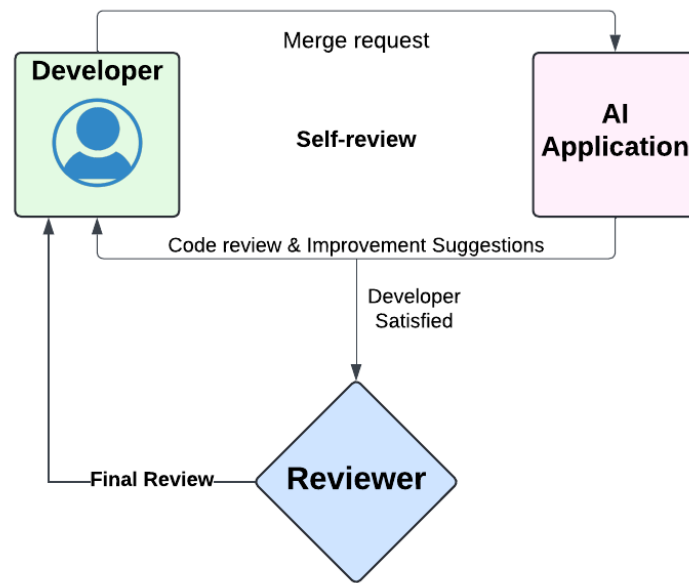 Merge request
Developer
AI
Application
Self-review
Code review & Improvement Suggestions
Developer
Satisfied
Reviewer
Final Review